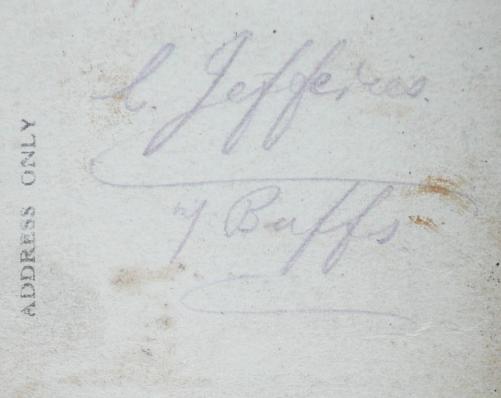 C. Jefferies.
7 Buffs.
ADDRESS ONLY